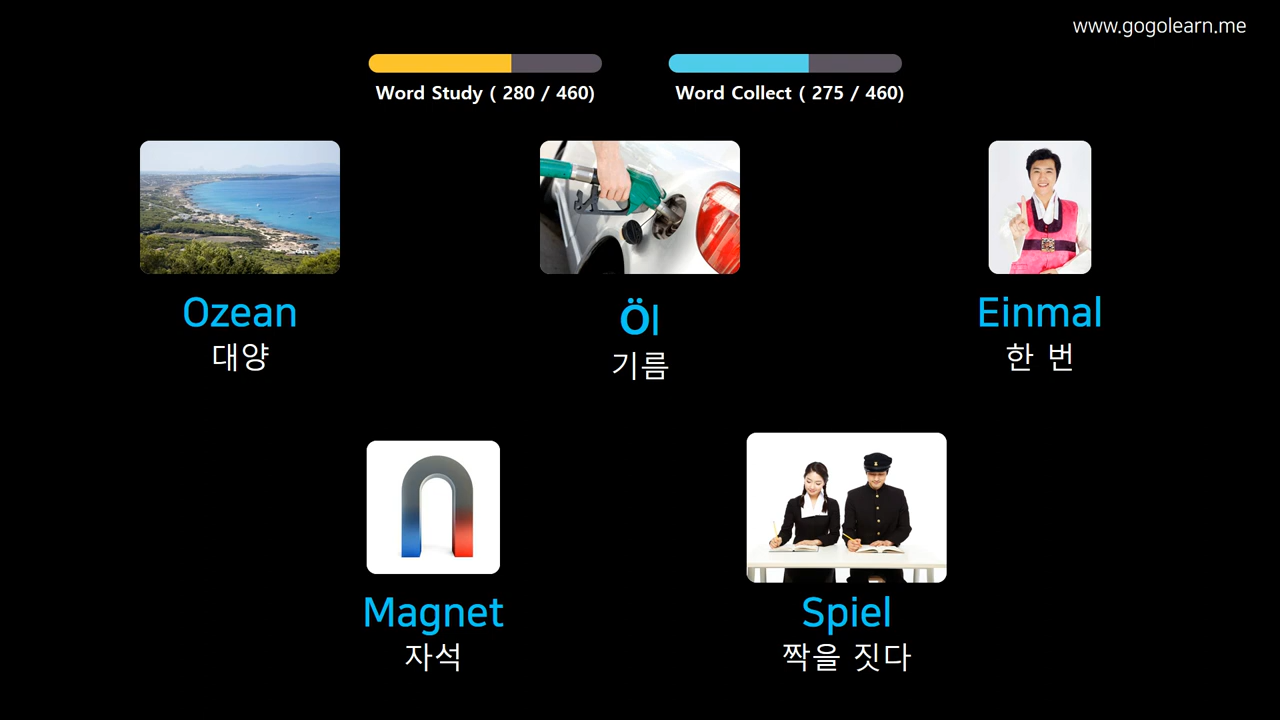 www.gogolearn.me
Word Study ( 280 / 460)
Word Collect ( 275 / 460)
Ozean
대양
Öl
기름
Einmal
한 번
Magnet
자석
Spiel
짝을 짓다